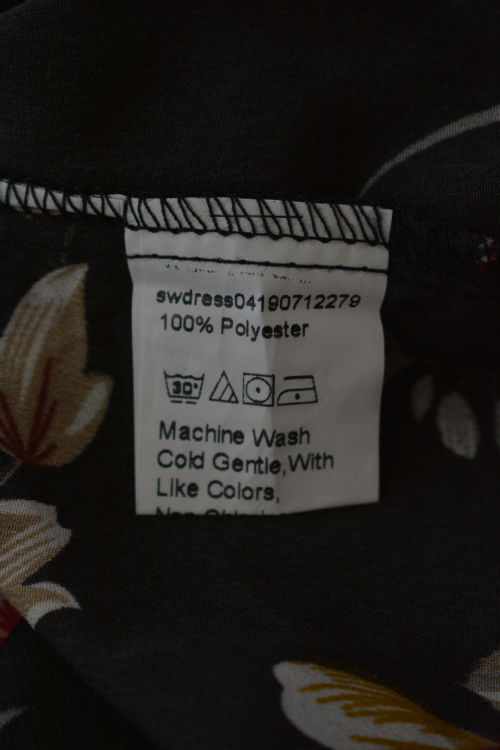 swdress04190712279
100% Polyester
30°
Machine Wash
Cold Gentle,With
Like Colors,